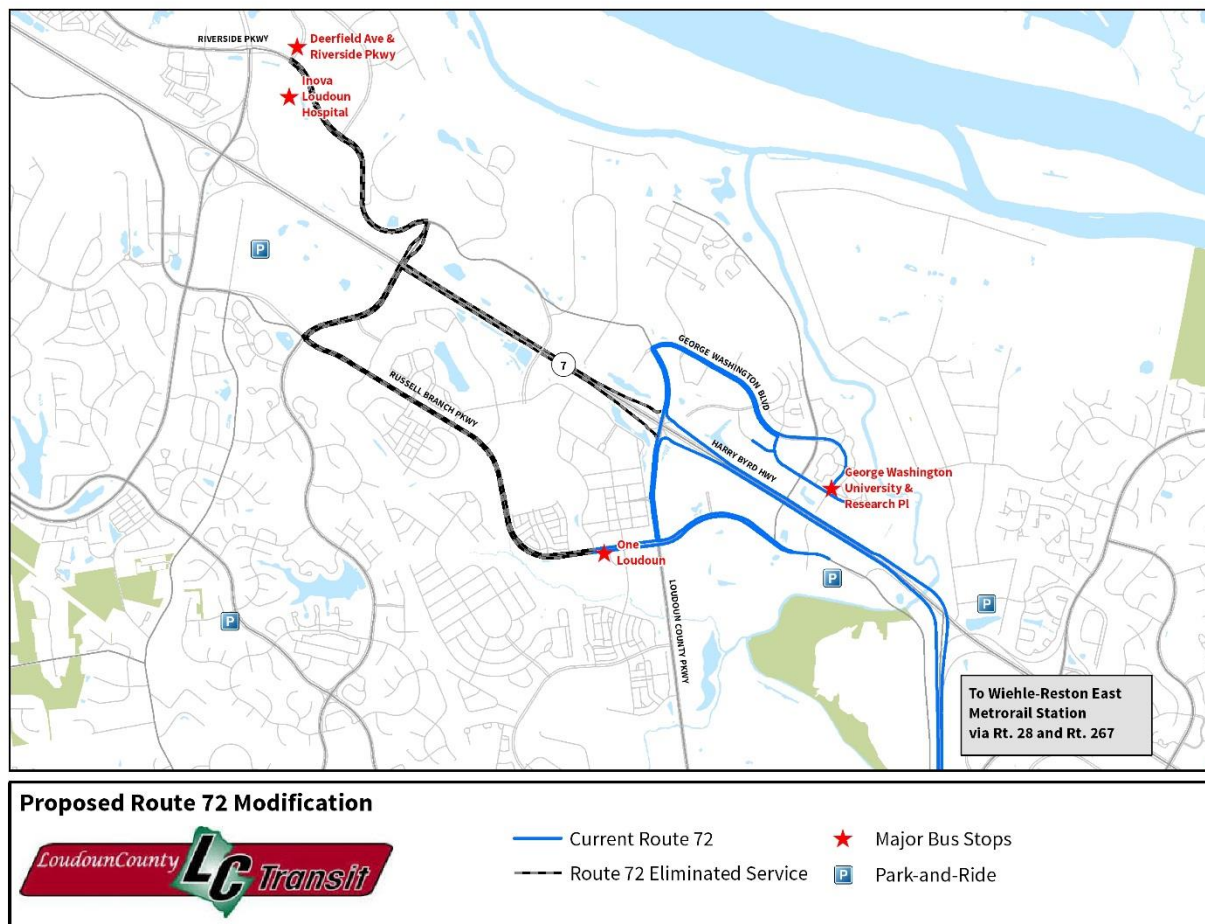 RIVERSIDE PKWY
Deerfield Ave &
Riverside Pkwy
Inova
Loudoun
Hospital
P
7
RUSSELL BRANCH PKWY
GEORGE WASHINGTON BLVD
HARRY BYRD HWY
George Washington
University &
Research Pl
One
Loudoun
P
P
P
LOUDOUN COUNTY PKWY
To Wiehle-Reston East
Metrorail Station
via Rt. 28 and Rt. 267
Proposed Route 72 Modification
LoudounCounty LC Transit
Current Route 72
Route 72 Eliminated Service
Major Bus Stops
P Park-and-Ride